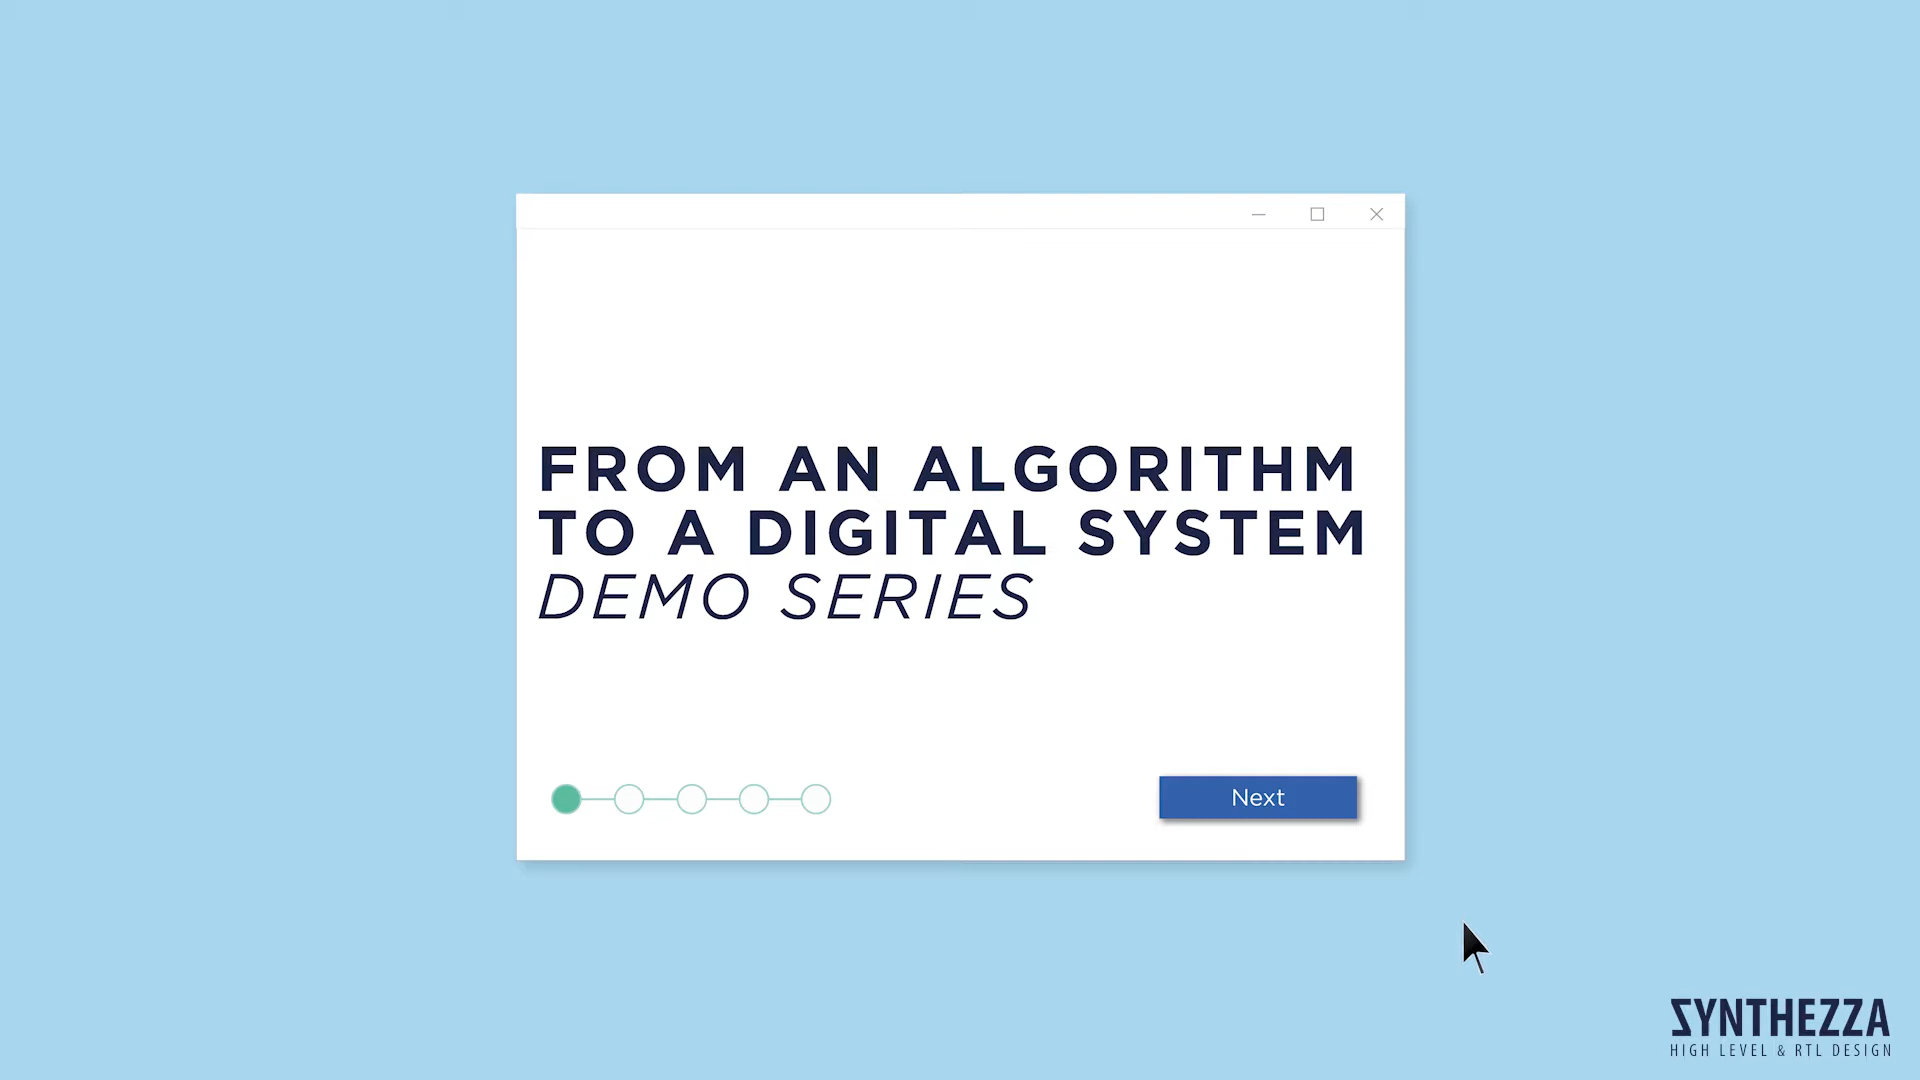 FROM AN ALGORITHM
TO A DIGITAL SYSTEM
DEMO SERIES
Next
SYNTHEZZA
HIGH LEVEL & RTL DESIGN